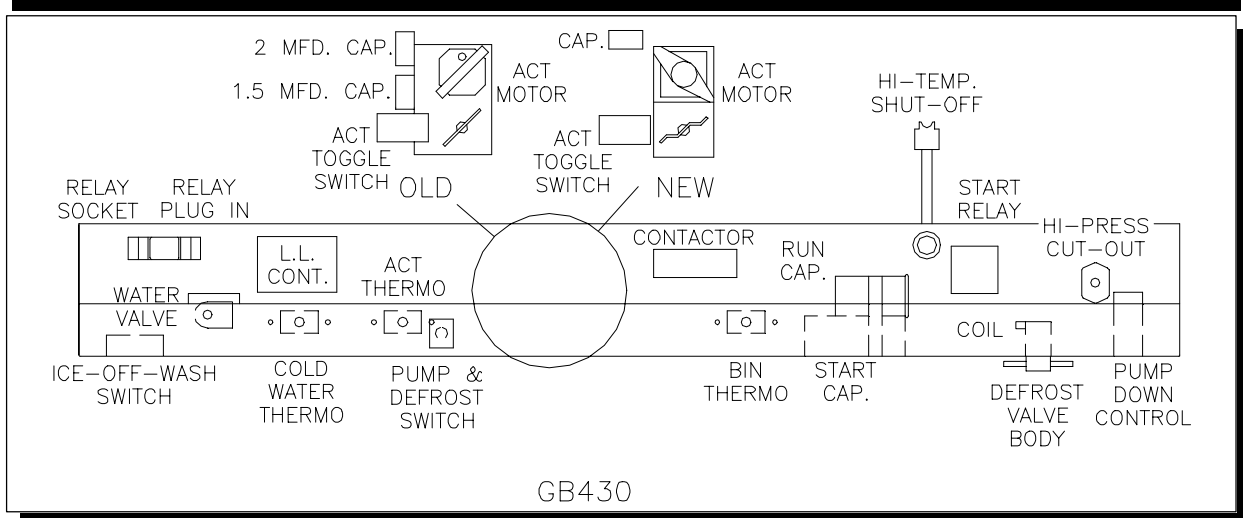 2 MFD. CAP.
1.5 MFD. CAP.
ACT
MOTOR
ACT
TOGGLE
SWITCH
OLD
CAP.
ACT
MOTOR
ACT
TOGGLE
SWITCH
NEW
HI-TEMP.
SHUT-OFF
RELAY
SOCKET
RELAY
PLUG IN
L.L.
CONT.
ACT
THERMO
CONTACTOR
RUN
CAP.
START
RELAY
HI-PRESS
CUT-OUT
WATER
VALVE
COIL
ICE-OFF-WASH
SWITCH
COLD
WATER
THERMO
PUMP &
DEFROST
SWITCH
BIN
THERMO
START
CAP.
DEFROST
VALVE
BODY
PUMP
DOWN
CONTROL
GB430